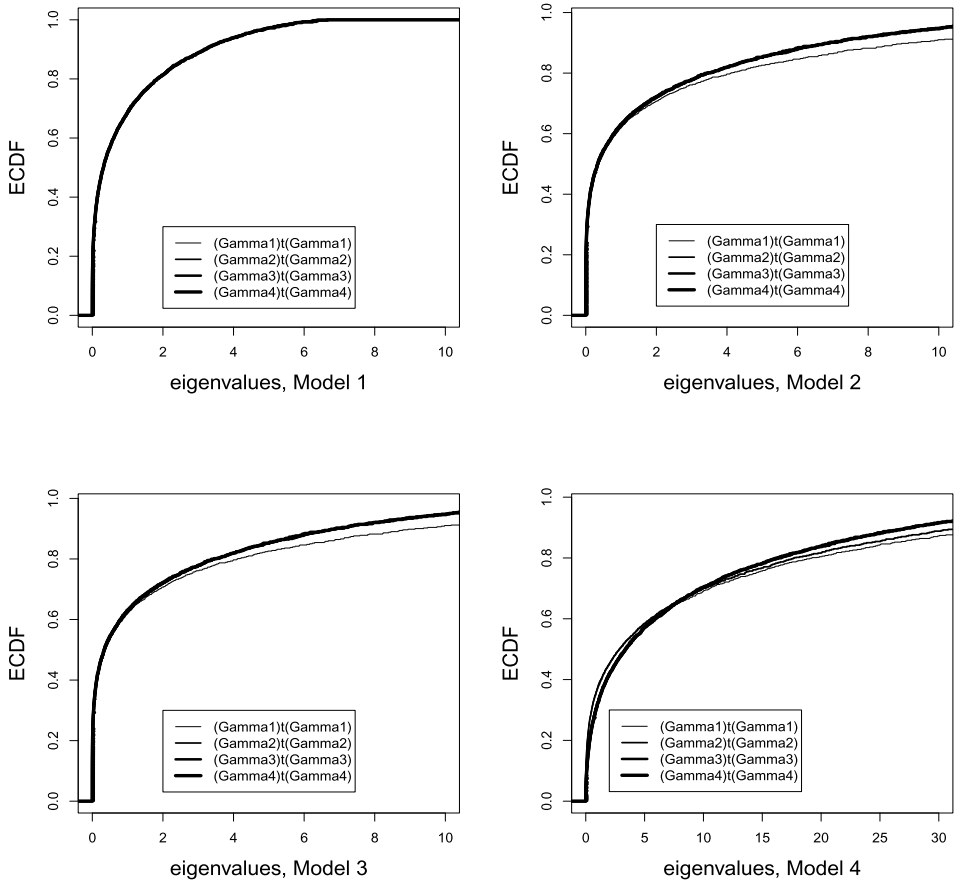 ECDF
1.0
0.8
0.6
0.4
0.2
0.0
(Gamma1)t(Gamma1)
(Gamma2)t(Gamma2)
(Gamma3)t(Gamma3)
(Gamma4)t(Gamma4)
0 2 4 6 8 10
eigenvalues, Model 1
ECDF
1.0
0.8
0.6
0.4
0.2
0.0
(Gamma1)t(Gamma1)
(Gamma2)t(Gamma2)
(Gamma3)t(Gamma3)
(Gamma4)t(Gamma4)
0 2 4 6 8 10
eigenvalues, Model 2
ECDF
1.0
0.8
0.6
0.4
0.2
0.0
(Gamma1)t(Gamma1)
(Gamma2)t(Gamma2)
(Gamma3)t(Gamma3)
(Gamma4)t(Gamma4)
0 2 4 6 8 10
eigenvalues, Model 3
ECDF
1.0
0.8
0.6
0.4
0.2
0.0
(Gamma1)t(Gamma1)
(Gamma2)t(Gamma2)
(Gamma3)t(Gamma3)
(Gamma4)t(Gamma4)
0 5 10 15 20 25 30
eigenvalues, Model 4